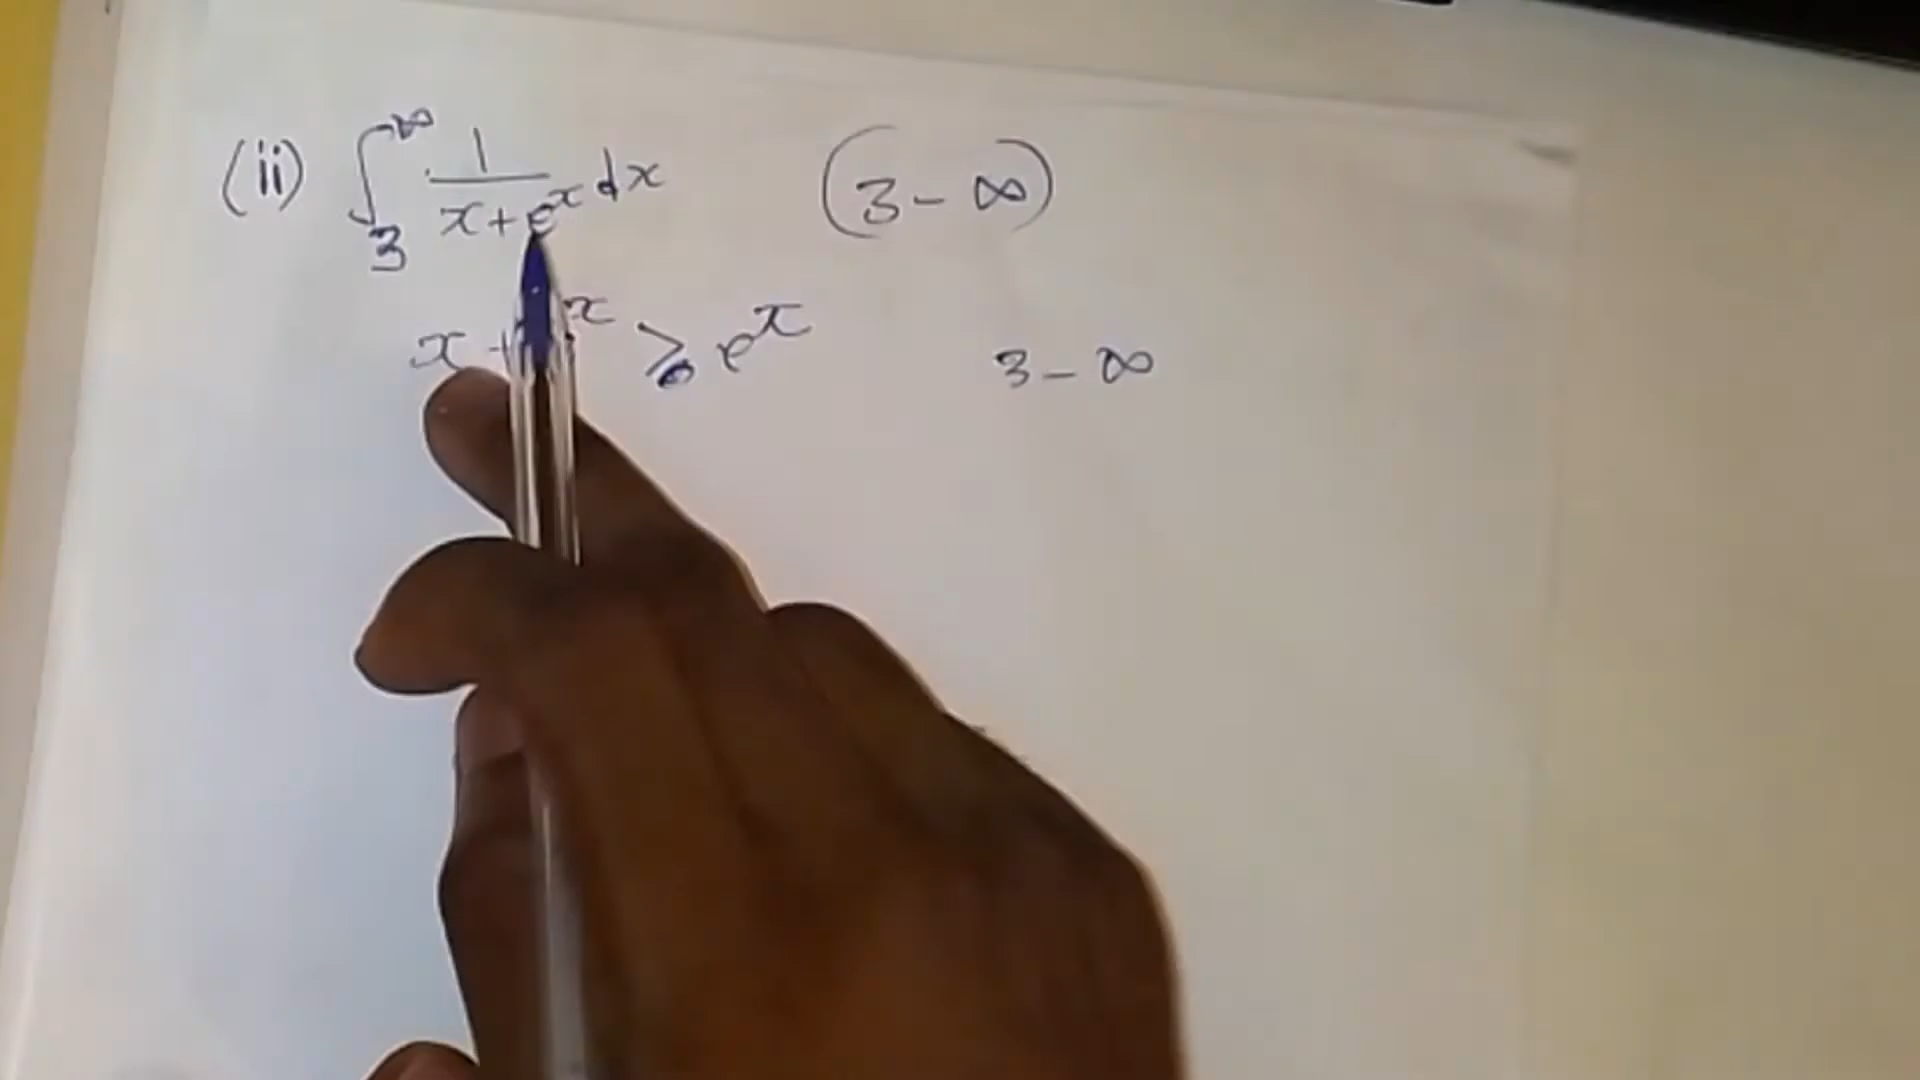 (ii) ∫₃^∞ 1/(x+e^x) dx (3 - ∞)
x + x ≥ e^x 3 - ∞